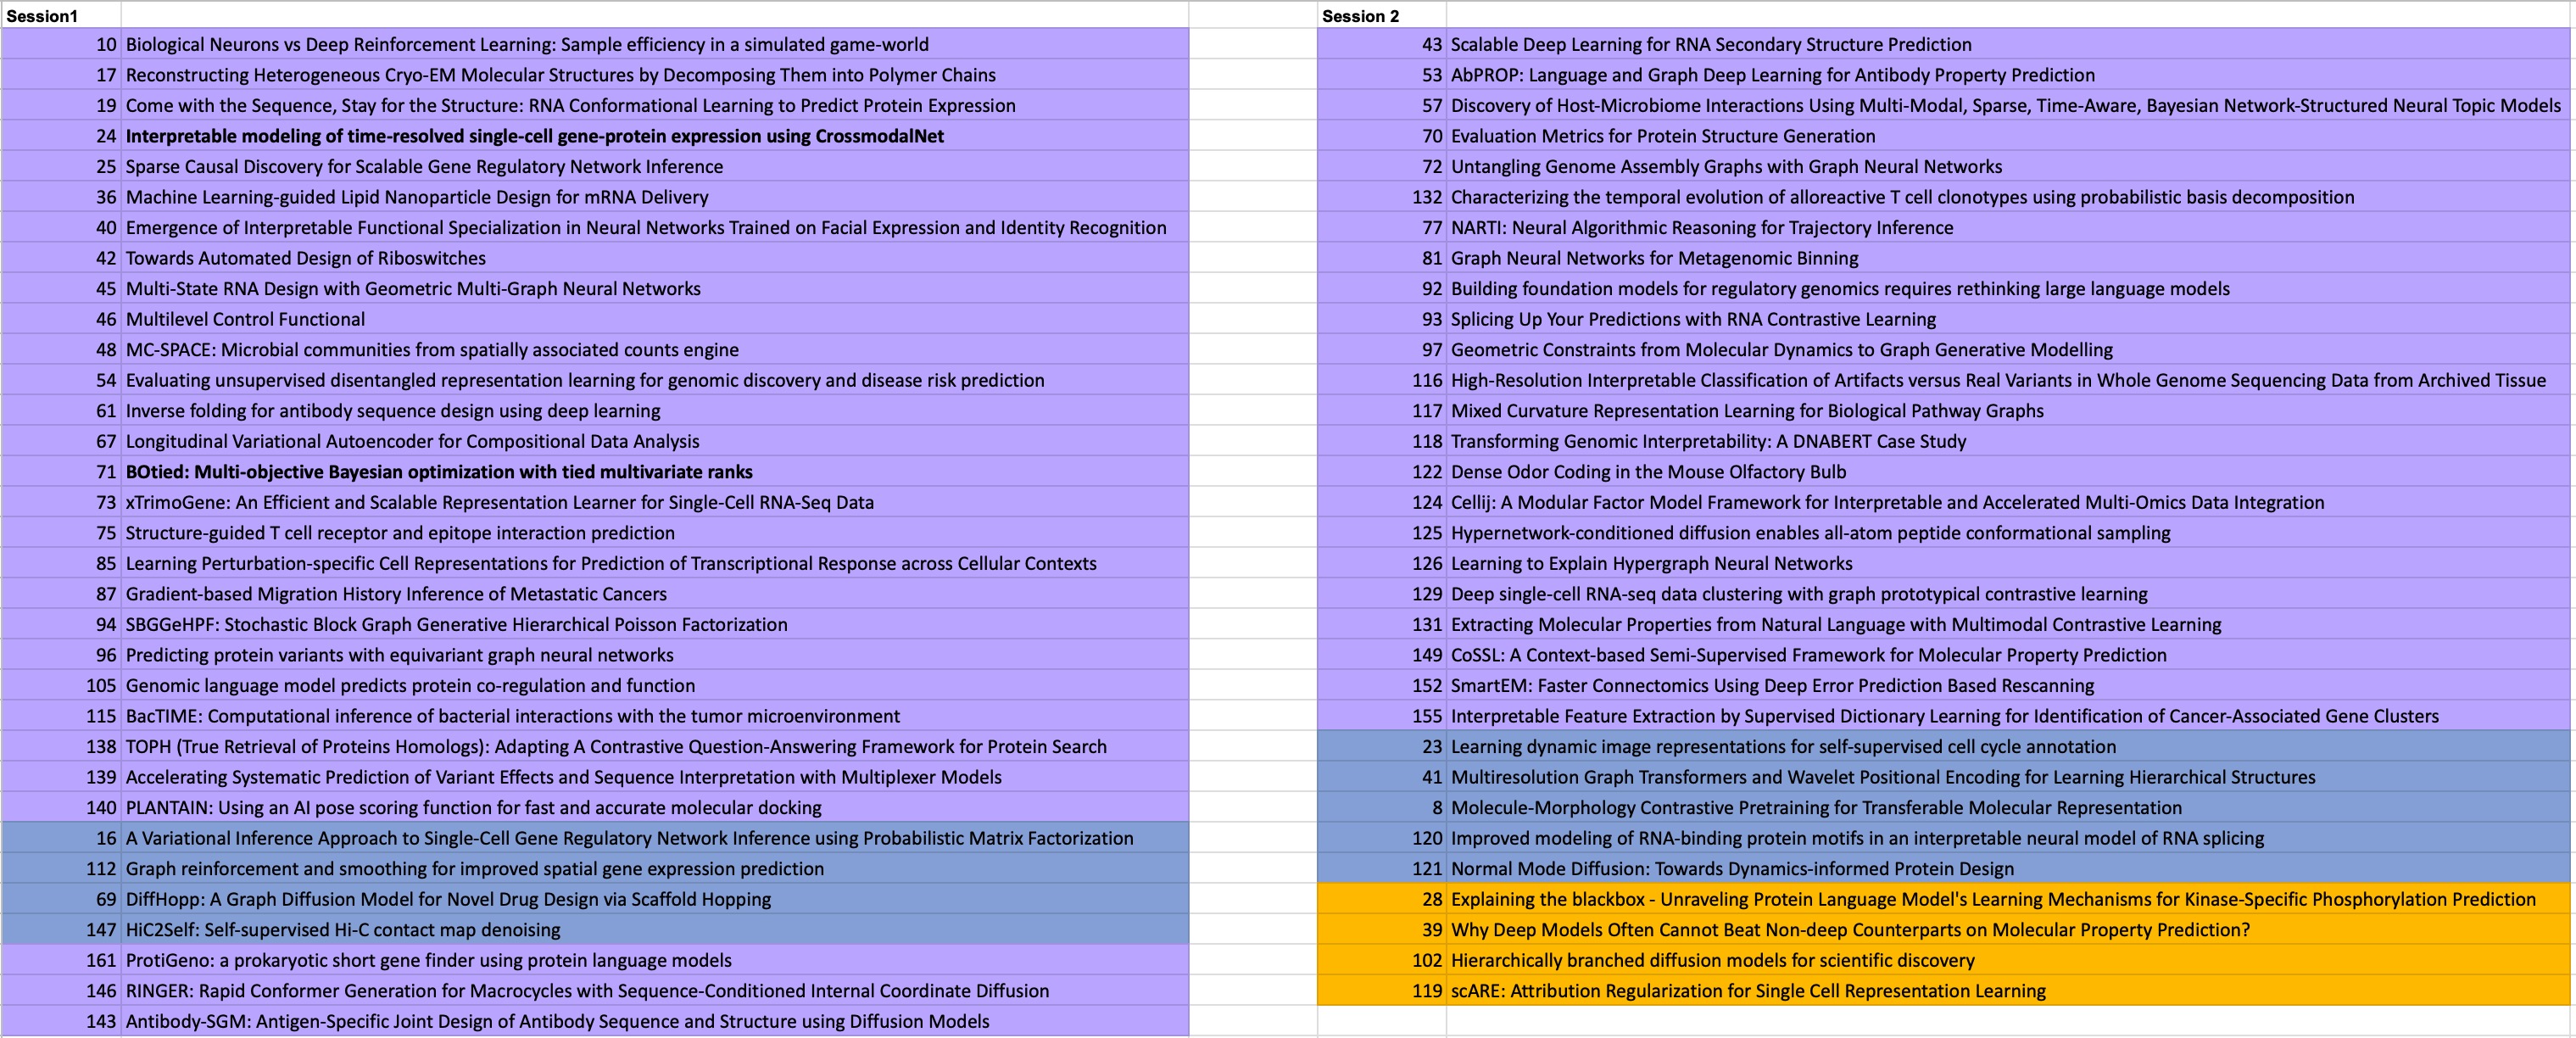 Session1
10 Biological Neurons vs Deep Reinforcement Learning: Sample efficiency in a simulated game-world
17 Reconstructing Heterogeneous Cryo-EM Molecular Structures by Decomposing Them into Polymer Chains
19 Come with the Sequence, Stay for the Structure: RNA Conformational Learning to Predict Protein Expression
24 Interpretable modeling of time-resolved single-cell gene-protein expression using CrossmodalNet
25 Sparse Causal Discovery for Scalable Gene Regulatory Network Inference
36 Machine Learning-guided Lipid Nanoparticle Design for mRNA Delivery
40 Emergence of Interpretable Functional Specialization in Neural Networks Trained on Facial Expression and Identity Recognition
42 Towards Automated Design of Riboswitches
45 Multi-State RNA Design with Geometric Multi-Graph Neural Networks
46 Multilevel Control Functional
48 MC-SPACE: Microbial communities from spatially associated counts engine
54 Evaluating unsupervised disentangled representation learning for genomic discovery and disease risk prediction
61 Inverse folding for antibody sequence design using deep learning
67 Longitudinal Variational Autoencoder for Compositional Data Analysis
71 BOtied: Multi-objective Bayesian optimization with tied multivariate ranks
73 xTrimoGene: An Efficient and Scalable Representation Learner for Single-Cell RNA-Seq Data
75 Structure-guided T cell receptor and epitope interaction prediction
85 Learning Perturbation-specific Cell Representations for Prediction of Transcriptional Response across Cellular Contexts
87 Gradient-based Migration History Inference of Metastatic Cancers
94 SBGGeHPF: Stochastic Block Graph Generative Hierarchical Poisson Factorization
96 Predicting protein variants with equivariant graph neural networks
105 Genomic language model predicts protein co-regulation and function
115 BacTIME: Computational inference of bacterial interactions with the tumor microenvironment
138 TOPH (True Retrieval of Proteins Homologs): Adapting A Contrastive Question-Answering Framework for Protein Search
139 Accelerating Systematic Prediction of Variant Effects and Sequence Interpretation with Multiplexer Models
140 PLANTAIN: Using an AI pose scoring function for fast and accurate molecular docking
16 A Variational Inference Approach to Single-Cell Gene Regulatory Network Inference using Probabilistic Matrix Factorization
112 Graph reinforcement and smoothing for improved spatial gene expression prediction
69 DiffHopp: A Graph Diffusion Model for Novel Drug Design via Scaffold Hopping
147 HiC2Self: Self-supervised Hi-C contact map denoising
161 ProtiGeno: a prokaryotic short gene finder using protein language models
146 RINGER: Rapid Conformer Generation for Macrocycles with Sequence-Conditioned Internal Coordinate Diffusion
143 Antibody-SGM: Antigen-Specific Joint Design of Antibody Sequence and Structure using Diffusion Models
Session 2
43 Scalable Deep Learning for RNA Secondary Structure Prediction
53 AbPROP: Language and Graph Deep Learning for Antibody Property Prediction
57 Discovery of Host-Microbiome Interactions Using Multi-Modal, Sparse, Time-Aware, Bayesian Network-Structured Neural Topic Models
70 Evaluation Metrics for Protein Structure Generation
72 Untangling Genome Assembly Graphs with Graph Neural Networks
132 Characterizing the temporal evolution of alloreactive T cell clonotypes using probabilistic basis decomposition
77 NARTI: Neural Algorithmic Reasoning for Trajectory Inference
81 Graph Neural Networks for Metagenomic Binning
92 Building foundation models for regulatory genomics requires rethinking large language models
93 Splicing Up Your Predictions with RNA Contrastive Learning
97 Geometric Constraints from Molecular Dynamics to Graph Generative Modelling
116 High-Resolution Interpretable Classification of Artifacts versus Real Variants in Whole Genome Sequencing Data from Archived Tissue
117 Mixed Curvature Representation Learning for Biological Pathway Graphs
118 Transforming Genomic Interpretability: A DNABERT Case Study
122 Dense Odor Coding in the Mouse Olfactory Bulb
124 Cellij: A Modular Factor Model Framework for Interpretable and Accelerated Multi-Omics Data Integration
125 Hypernetwork-conditioned diffusion enables all-atom peptide conformational sampling
126 Learning to Explain Hypergraph Neural Networks
129 Deep single-cell RNA-seq data clustering with graph prototypical contrastive learning
131 Extracting Molecular Properties from Natural Language with Multimodal Contrastive Learning
149 CoSSL: A Context-based Semi-Supervised Framework for Molecular Property Prediction
152 SmartEM: Faster Connectomics Using Deep Error Prediction Based Rescanning
155 Interpretable Feature Extraction by Supervised Dictionary Learning for Identification of Cancer-Associated Gene Clusters
23 Learning dynamic image representations for self-supervised cell cycle annotation
41 Multiresolution Graph Transformers and Wavelet Positional Encoding for Learning Hierarchical Structures
8 Molecule-Morphology Contrastive Pretraining for Transferable Molecular Representation
120 Improved modeling of RNA-binding protein motifs in an interpretable neural model of RNA splicing
121 Normal Mode Diffusion: Towards Dynamics-informed Protein Design
28 Explaining the blackbox - Unraveling Protein Language Model's Learning Mechanisms for Kinase-Specific Phosphorylation Prediction
39 Why Deep Models Often Cannot Beat Non-deep Counterparts on Molecular Property Prediction?
102 Hierarchically branched diffusion models for scientific discovery
119 scARE: Attribution Regularization for Single Cell Representation Learning